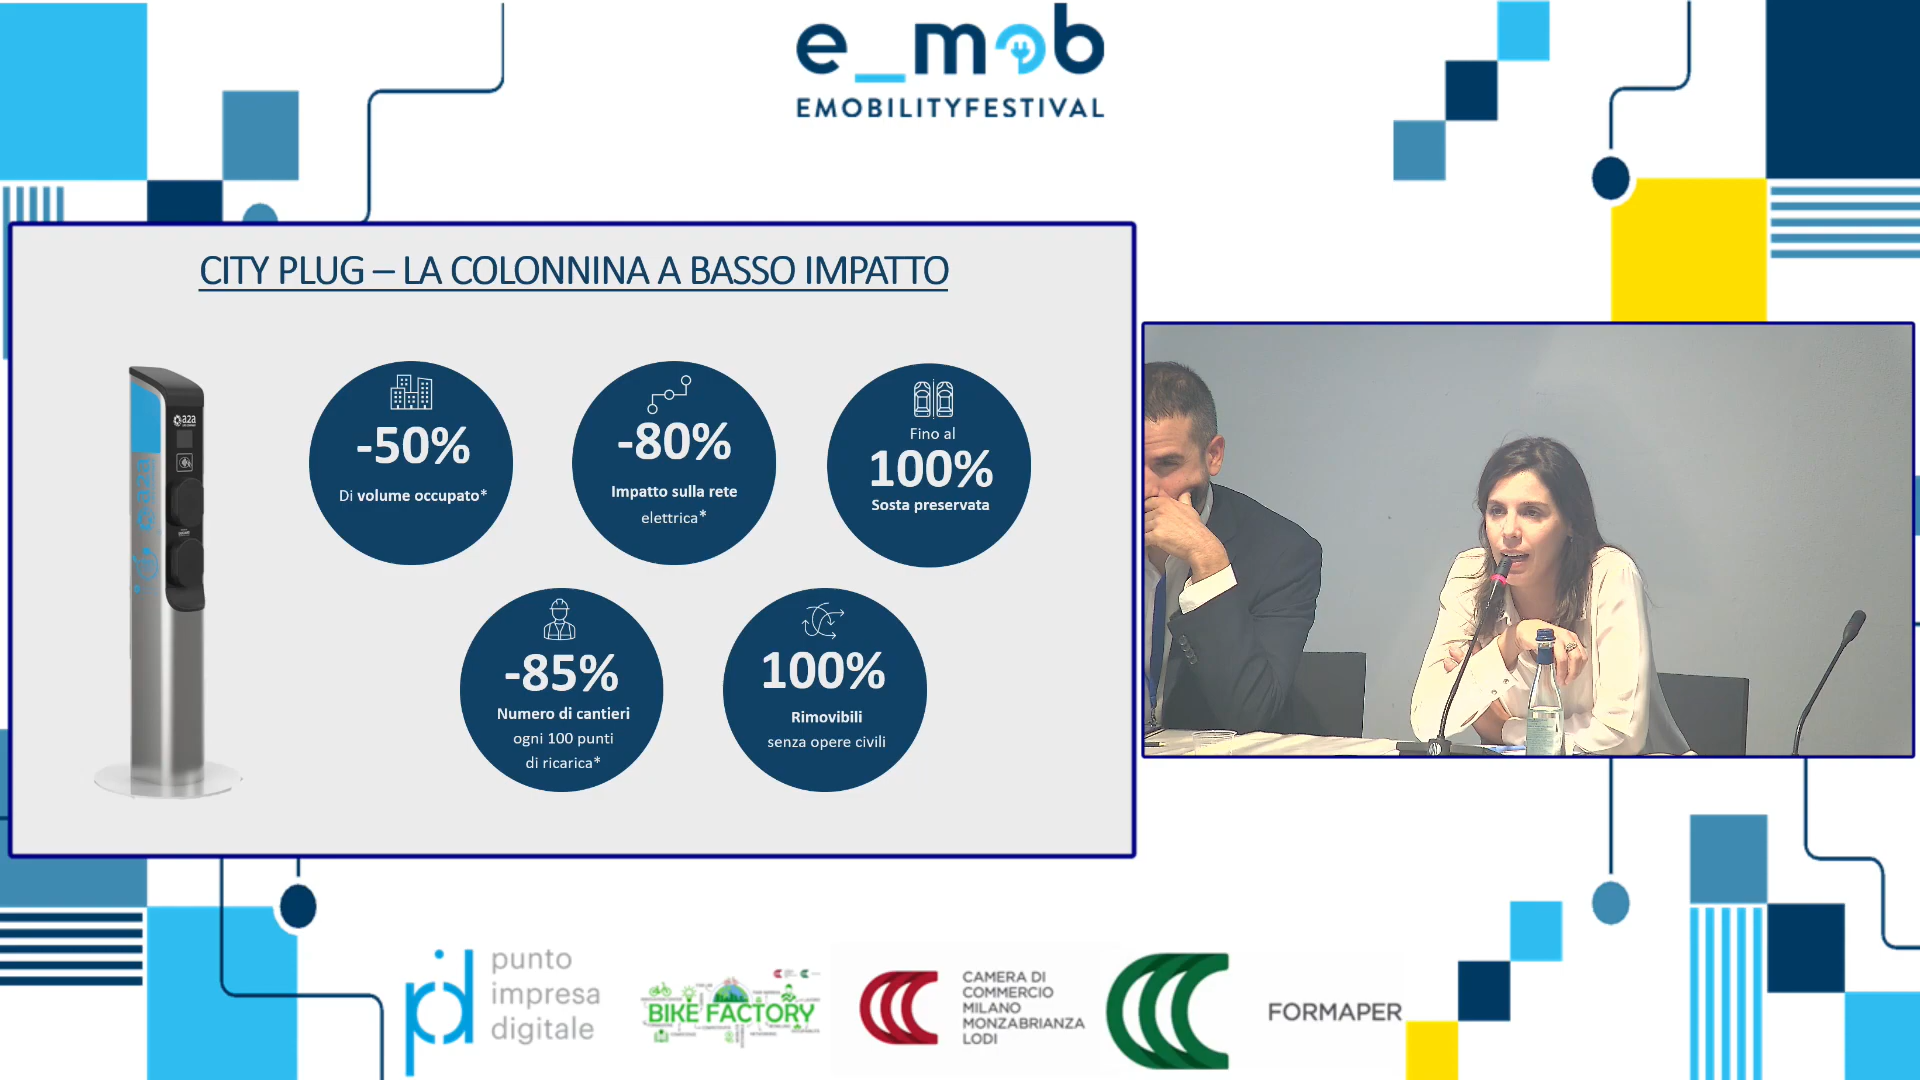 e_mob
EMOBILITYFESTIVAL
CITY PLUG – LA COLONNINA A BASSO IMPATTO
-50%
Di volume occupato*
-80%
Impatto sulla rete
elettrica*
Fino al
100%
Sosta preservata
-85%
Numero di cantieri
ogni 100 punti
di ricarica*
100%
Rimovibili
senza opere civili
a2a
a2a
punto
impresa
digitale
BIKE FACTORY
CAMERA DI
COMMERCIO
MILANO
MONZABRIANZA
LODI
FORMAPER